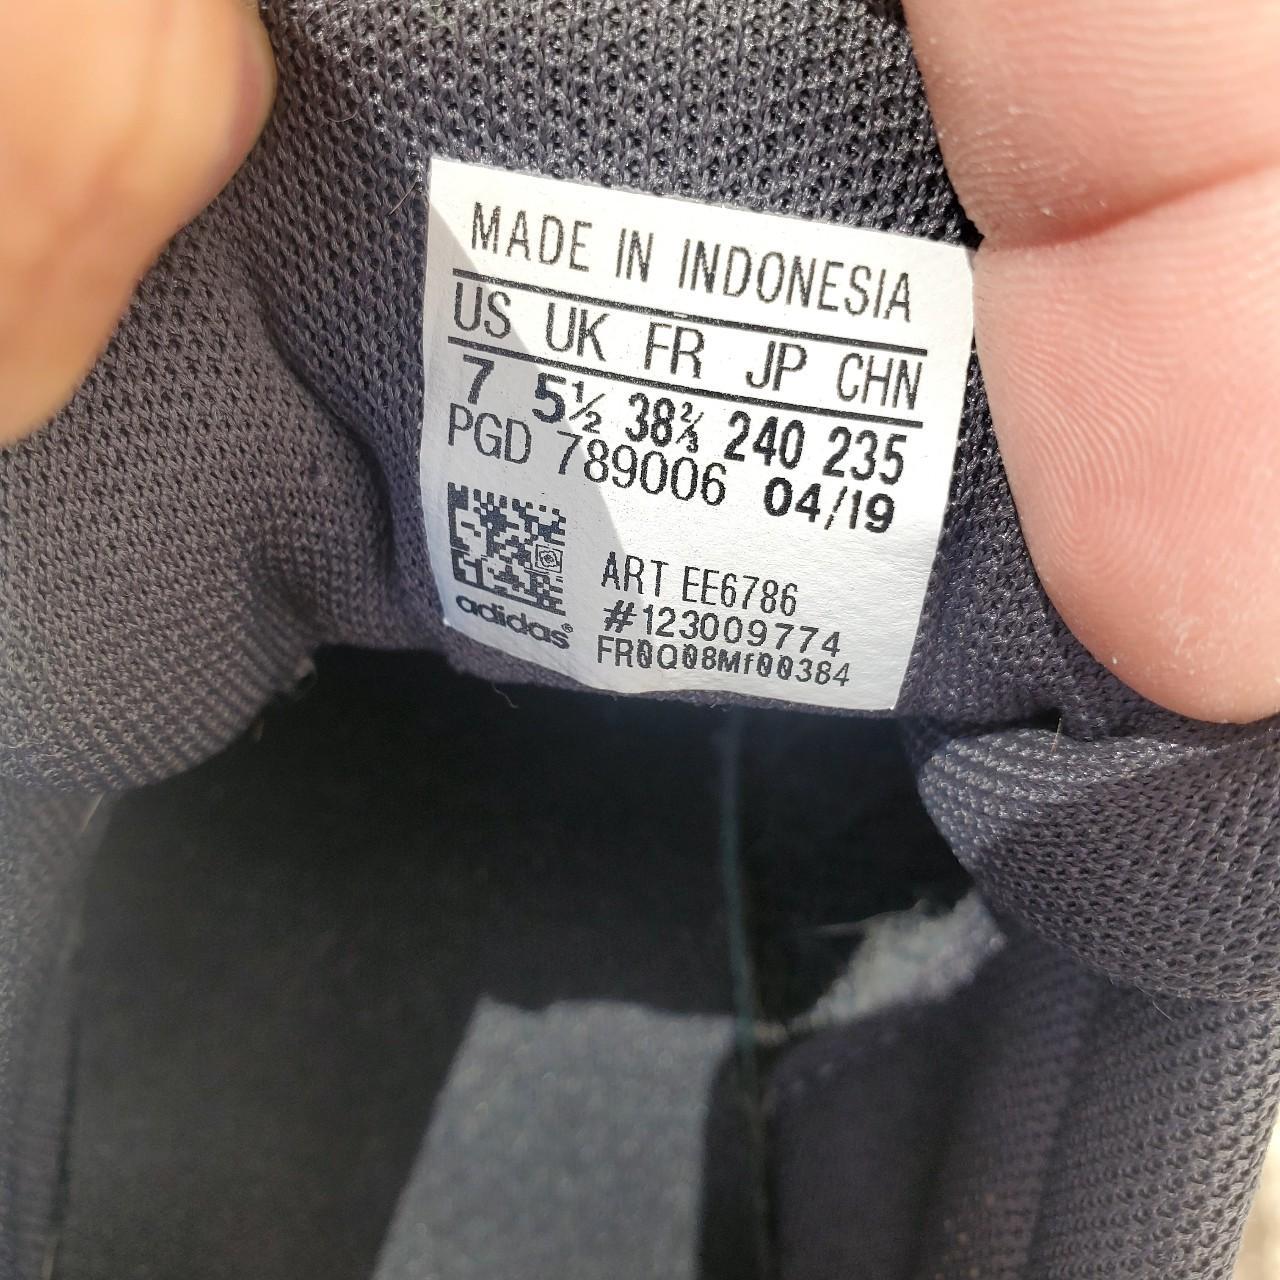 MADE IN INDONESIA
US UK FR JP CHN
7 5½ 38⅔ 240 235
PGD 789006 04/19
ART EE6786
#123009774
adidas®
FR0Q08Mf00384